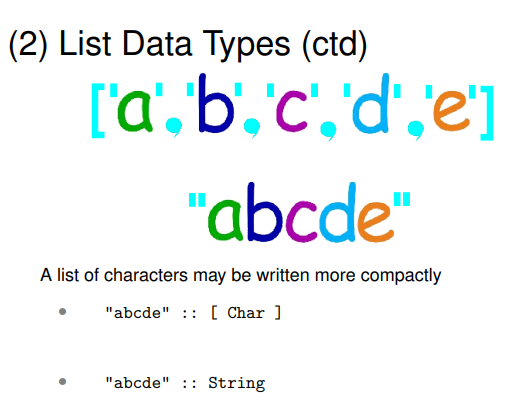 (2) List Data Types (ctd)
['a','b','c','d','e']
"abcde"
A list of characters may be written more compactly
• "abcde" :: [ Char ]
• "abcde" :: String